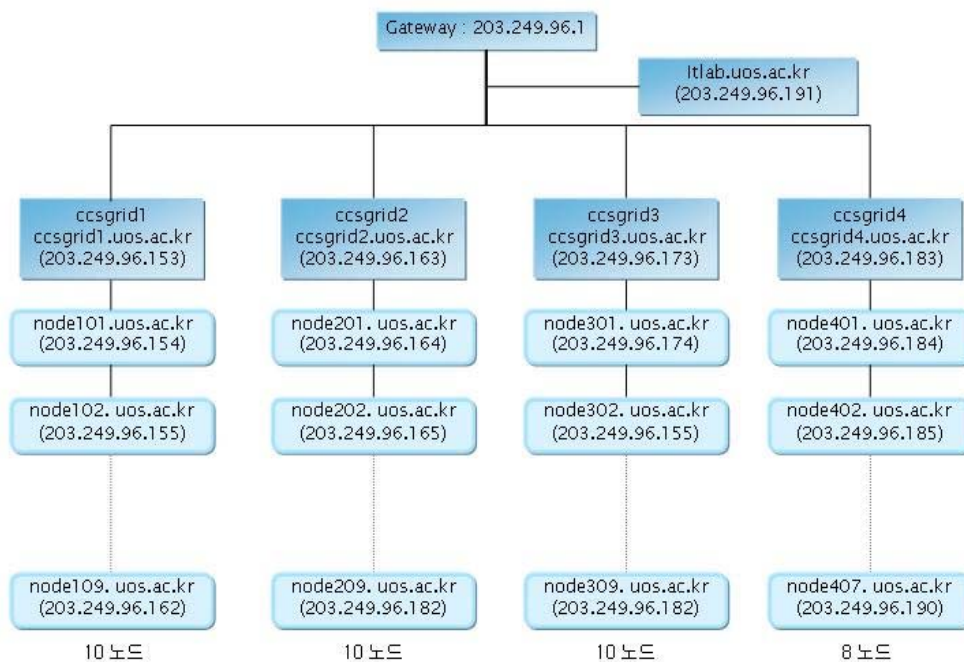 Gateway : 203.249.96.1
itlab.uos.ac.kr
(203.249.96.191)
ccsgrid1
ccsgrid1.uos.ac.kr
(203.249.96.153)
ccsgrid2
ccsgrid2.uos.ac.kr
(203.249.96.163)
ccsgrid3
ccsgrid3.uos.ac.kr
(203.249.96.173)
ccsgrid4
ccsgrid4.uos.ac.kr
(203.249.96.183)
node101.uos.ac.kr
(203.249.96.154)
node201. uos.ac.kr
(203.249.96.164)
node301. uos.ac.kr
(203.249.96.174)
node401. uos.ac.kr
(203.249.96.184)
node102. uos.ac.kr
(203.249.96.155)
node202. uos.ac.kr
(203.249.96.165)
node302. uos.ac.kr
(203.249.96.155)
node402. uos.ac.kr
(203.249.96.185)
node109. uos.ac.kr
(203.249.96.162)
node209. uos.ac.kr
(203.249.96.182)
node309. uos.ac.kr
(203.249.96.182)
node407. uos.ac.kr
(203.249.96.190)
10 노드
10 노드
10 노드
8 노드